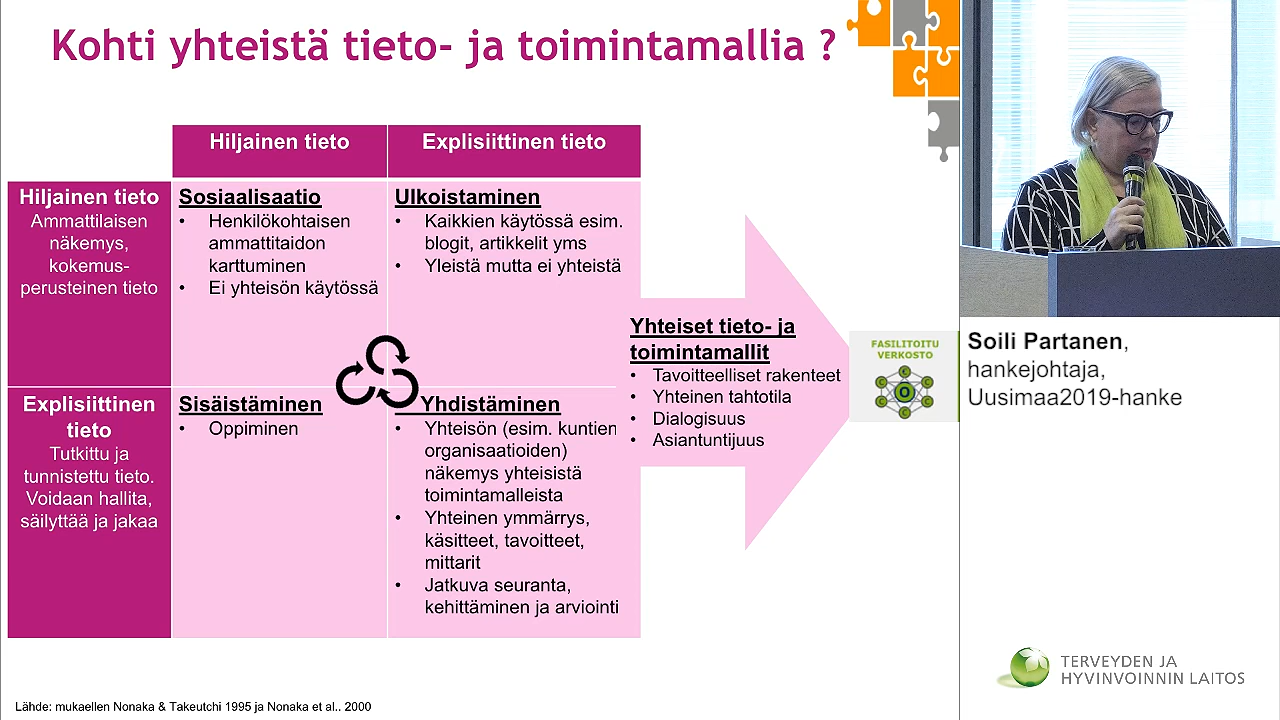 Kohti yhteistä tieto- ja toimintamallia ?
Hiljainen tieto
Explisiittinen tieto
Hiljainen tieto
Ammattilaisen
näkemys,
kokemus-
perusteinen tieto
Sosiaalisaatio
• Henkilökohtaisen
ammattitaidon
karttuminen
• Ei yhteisön käytössä
Ulkoistaminen
• Kaikkien käytössä esim.
blogit, artikkelit yms
• Yleistä mutta ei yhteistä
Explisiittinen
tieto
Tutkittu ja
tunnistettu tieto.
Voidaan hallita,
säilyttää ja jakaa
Sisäistäminen
• Oppiminen
Yhdistäminen
• Yhteisön (esim. kuntien
organisaatioiden)
näkemys yhteisistä
toimintamalleista
• Yhteinen ymmärrys,
käsitteet, tavoitteet,
mittarit
• Jatkuva seuranta,
kehittäminen ja arviointi
Yhteiset tieto- ja
toimintamallit
• Tavoitteelliset rakenteet
• Yhteinen tahtotila
• Dialogisuus
• Asiantuntijuus
FASILITOITU
VERKOSTO
Soili Partanen,
hankejohtaja,
Uusimaa2019-hanke
TERVEYDEN JA
HYVINVOINNIN LAITOS
Lähde: mukaellen Nonaka & Takeutchi 1995 ja Nonaka et al.. 2000